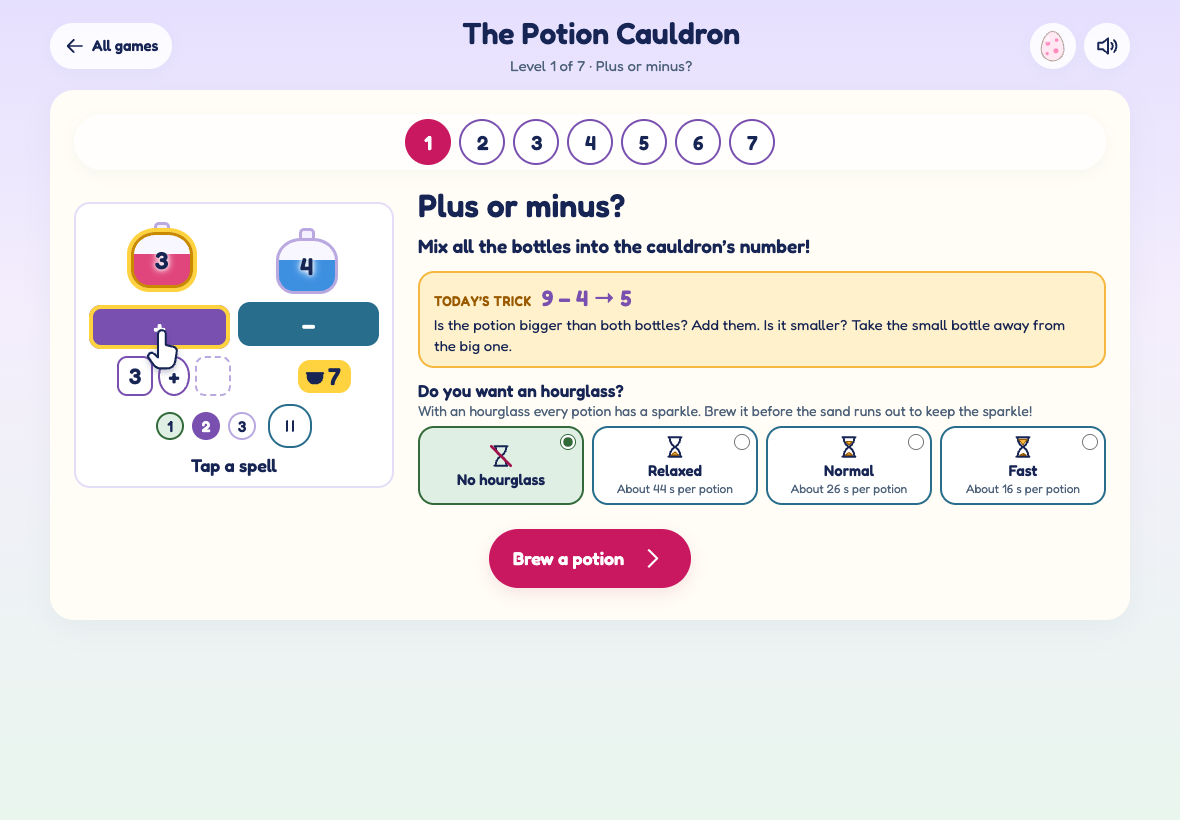 All games
The Potion Cauldron
Level 1 of 7 · Plus or minus?
1 2 3 4 5 6 7
3 4
+ −
3 + 7
1 2 3
Tap a spell
Plus or minus?
Mix all the bottles into the cauldron's number!
TODAY'S TRICK 9 – 4 → 5
Is the potion bigger than both bottles? Add them. Is it smaller? Take the small bottle away from
the big one.
Do you want an hourglass?
With an hourglass every potion has a sparkle. Brew it before the sand runs out to keep the sparkle!
No hourglass
Relaxed
About 44 s per potion
Normal
About 26 s per potion
Fast
About 16 s per potion
Brew a potion